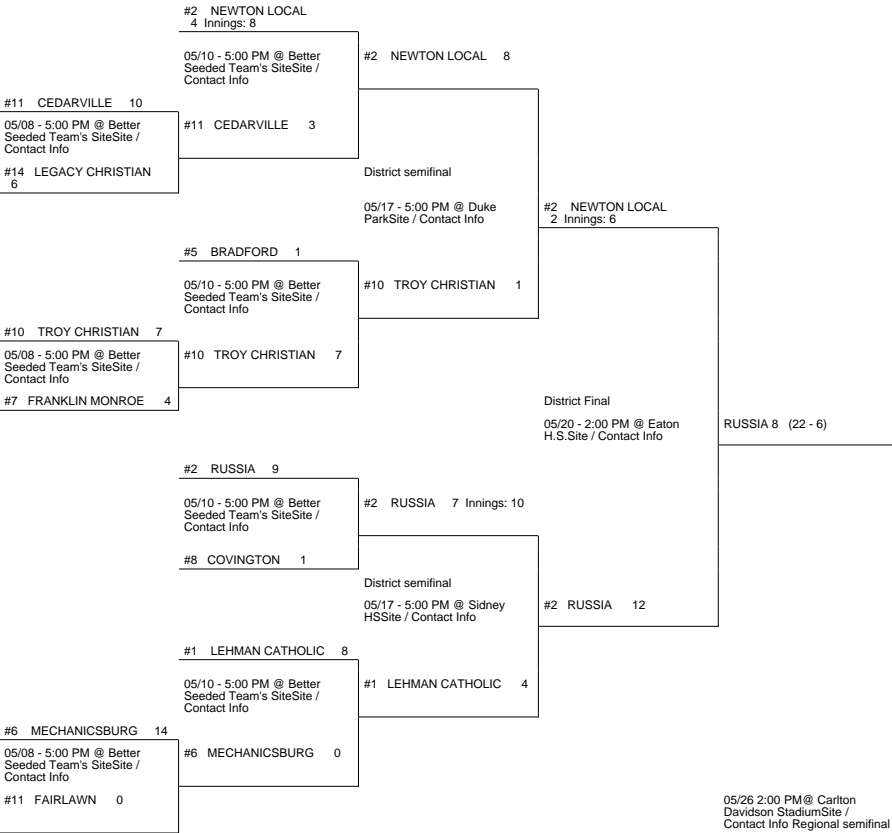 #2 NEWTON LOCAL
4 Innings: 8
05/10 - 5:00 PM @ Better
Seeded Team's SiteSite /
Contact Info
#2 NEWTON LOCAL 8
#11 CEDARVILLE 10
05/08 - 5:00 PM @ Better
Seeded Team's SiteSite /
Contact Info
#11 CEDARVILLE 3
#14 LEGACY CHRISTIAN
6
District semifinal
05/17 - 5:00 PM @ Duke
ParkSite / Contact Info
#2 NEWTON LOCAL
2 Innings: 6
#5 BRADFORD 1
05/10 - 5:00 PM @ Better
Seeded Team's SiteSite /
Contact Info
#10 TROY CHRISTIAN 1
#10 TROY CHRISTIAN 7
05/08 - 5:00 PM @ Better
Seeded Team's SiteSite /
Contact Info
#10 TROY CHRISTIAN 7
#7 FRANKLIN MONROE 4
District Final
05/20 - 2:00 PM @ Eaton
H.S.Site / Contact Info
RUSSIA 8 (22 - 6)
#2 RUSSIA 9
05/10 - 5:00 PM @ Better
Seeded Team's SiteSite /
Contact Info
#2 RUSSIA 7 Innings: 10
#8 COVINGTON 1
District semifinal
05/17 - 5:00 PM @ Sidney
HSSite / Contact Info
#2 RUSSIA 12
#1 LEHMAN CATHOLIC 8
05/10 - 5:00 PM @ Better
Seeded Team's SiteSite /
Contact Info
#1 LEHMAN CATHOLIC 4
#6 MECHANICSBURG 14
05/08 - 5:00 PM @ Better
Seeded Team's SiteSite /
Contact Info
#6 MECHANICSBURG 0
#11 FAIRLAWN 0
05/26 2:00 PM@ Carlton
Davidson StadiumSite /
Contact Info Regional semifinal